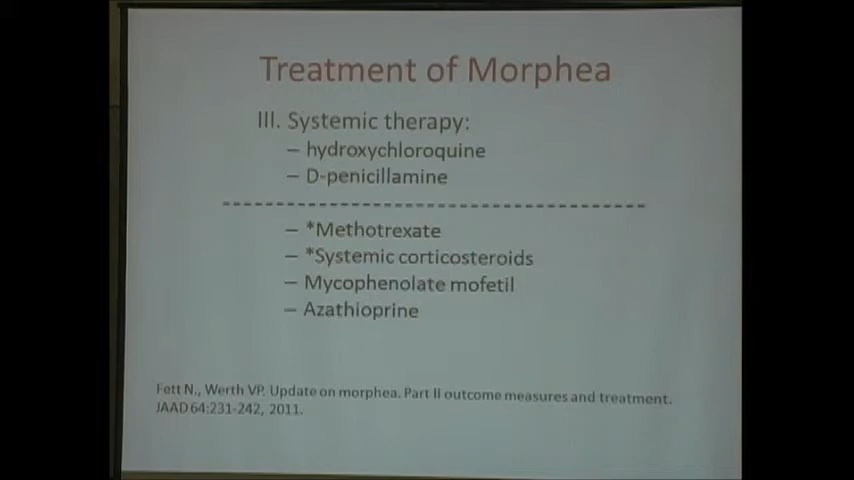 Treatment of Morphea
III. Systemic therapy:
– hydroxychloroquine
– D-penicillamine
– *Methotrexate
– *Systemic corticosteroids
– Mycophenolate mofetil
– Azathioprine
Fett N., Werth VP. Update on morphea. Part II outcome measures and treatment.
JAAD 64:231-242, 2011.